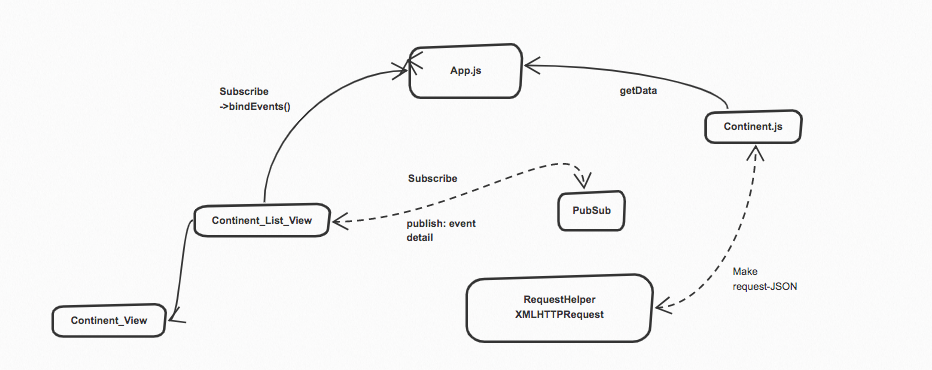 App.js
Subscribe
->bindEvents()
getData
Continent.js
Subscribe
Continent_List_View
PubSub
publish: event
detail
Make
request-JSON
RequestHelper
XMLHTTPRequest
Continent_View